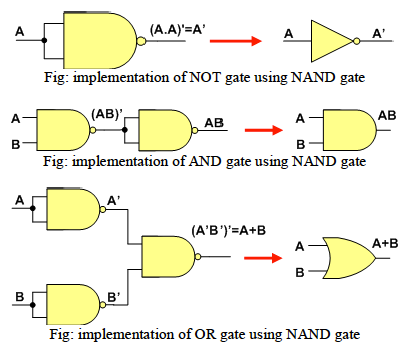 A (A.A)'=A' A A'
Fig: implementation of NOT gate using NAND gate
A (AB)' AB A AB
B B
Fig: implementation of AND gate using NAND gate
A A'
(A'B')'=A+B A A+B
B
B B'
Fig: implementation of OR gate using NAND gate